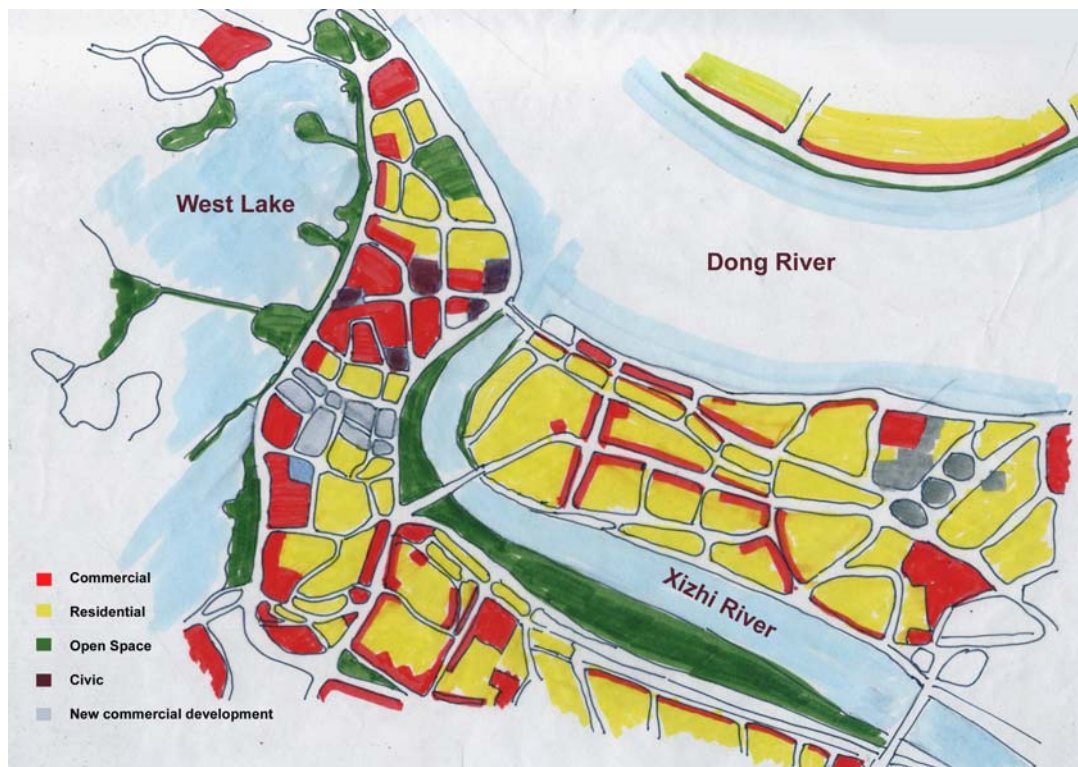 West Lake
Dong River
Xizhi River
Commercial
Residential
Open Space
Civic
New commercial development